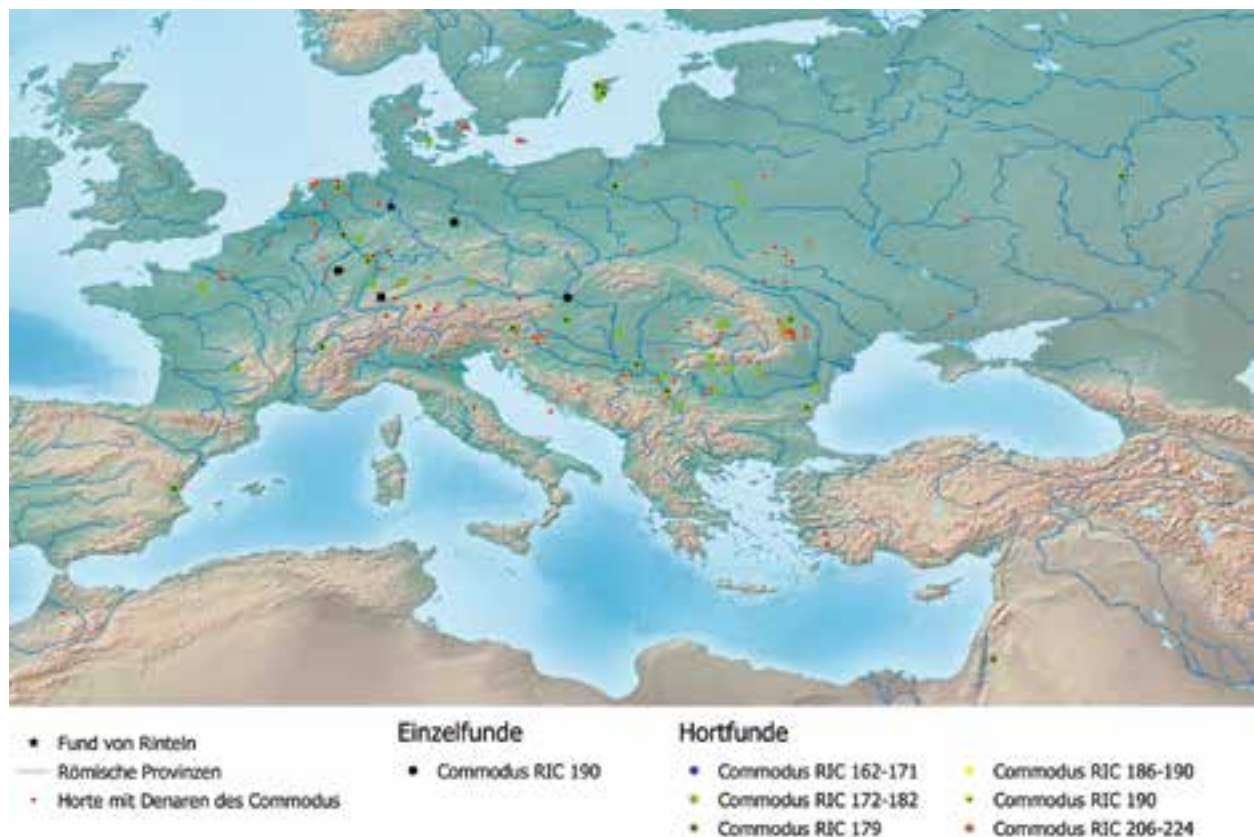 Fund von Rinteln
Römische Provinzen
Horte mit Denaren des Commodus
Einzelfunde
Commodus RIC 190
Hortfunde
Commodus RIC 162-171
Commodus RIC 172-182
Commodus RIC 179
Commodus RIC 186-190
Commodus RIC 190
Commodus RIC 206-224